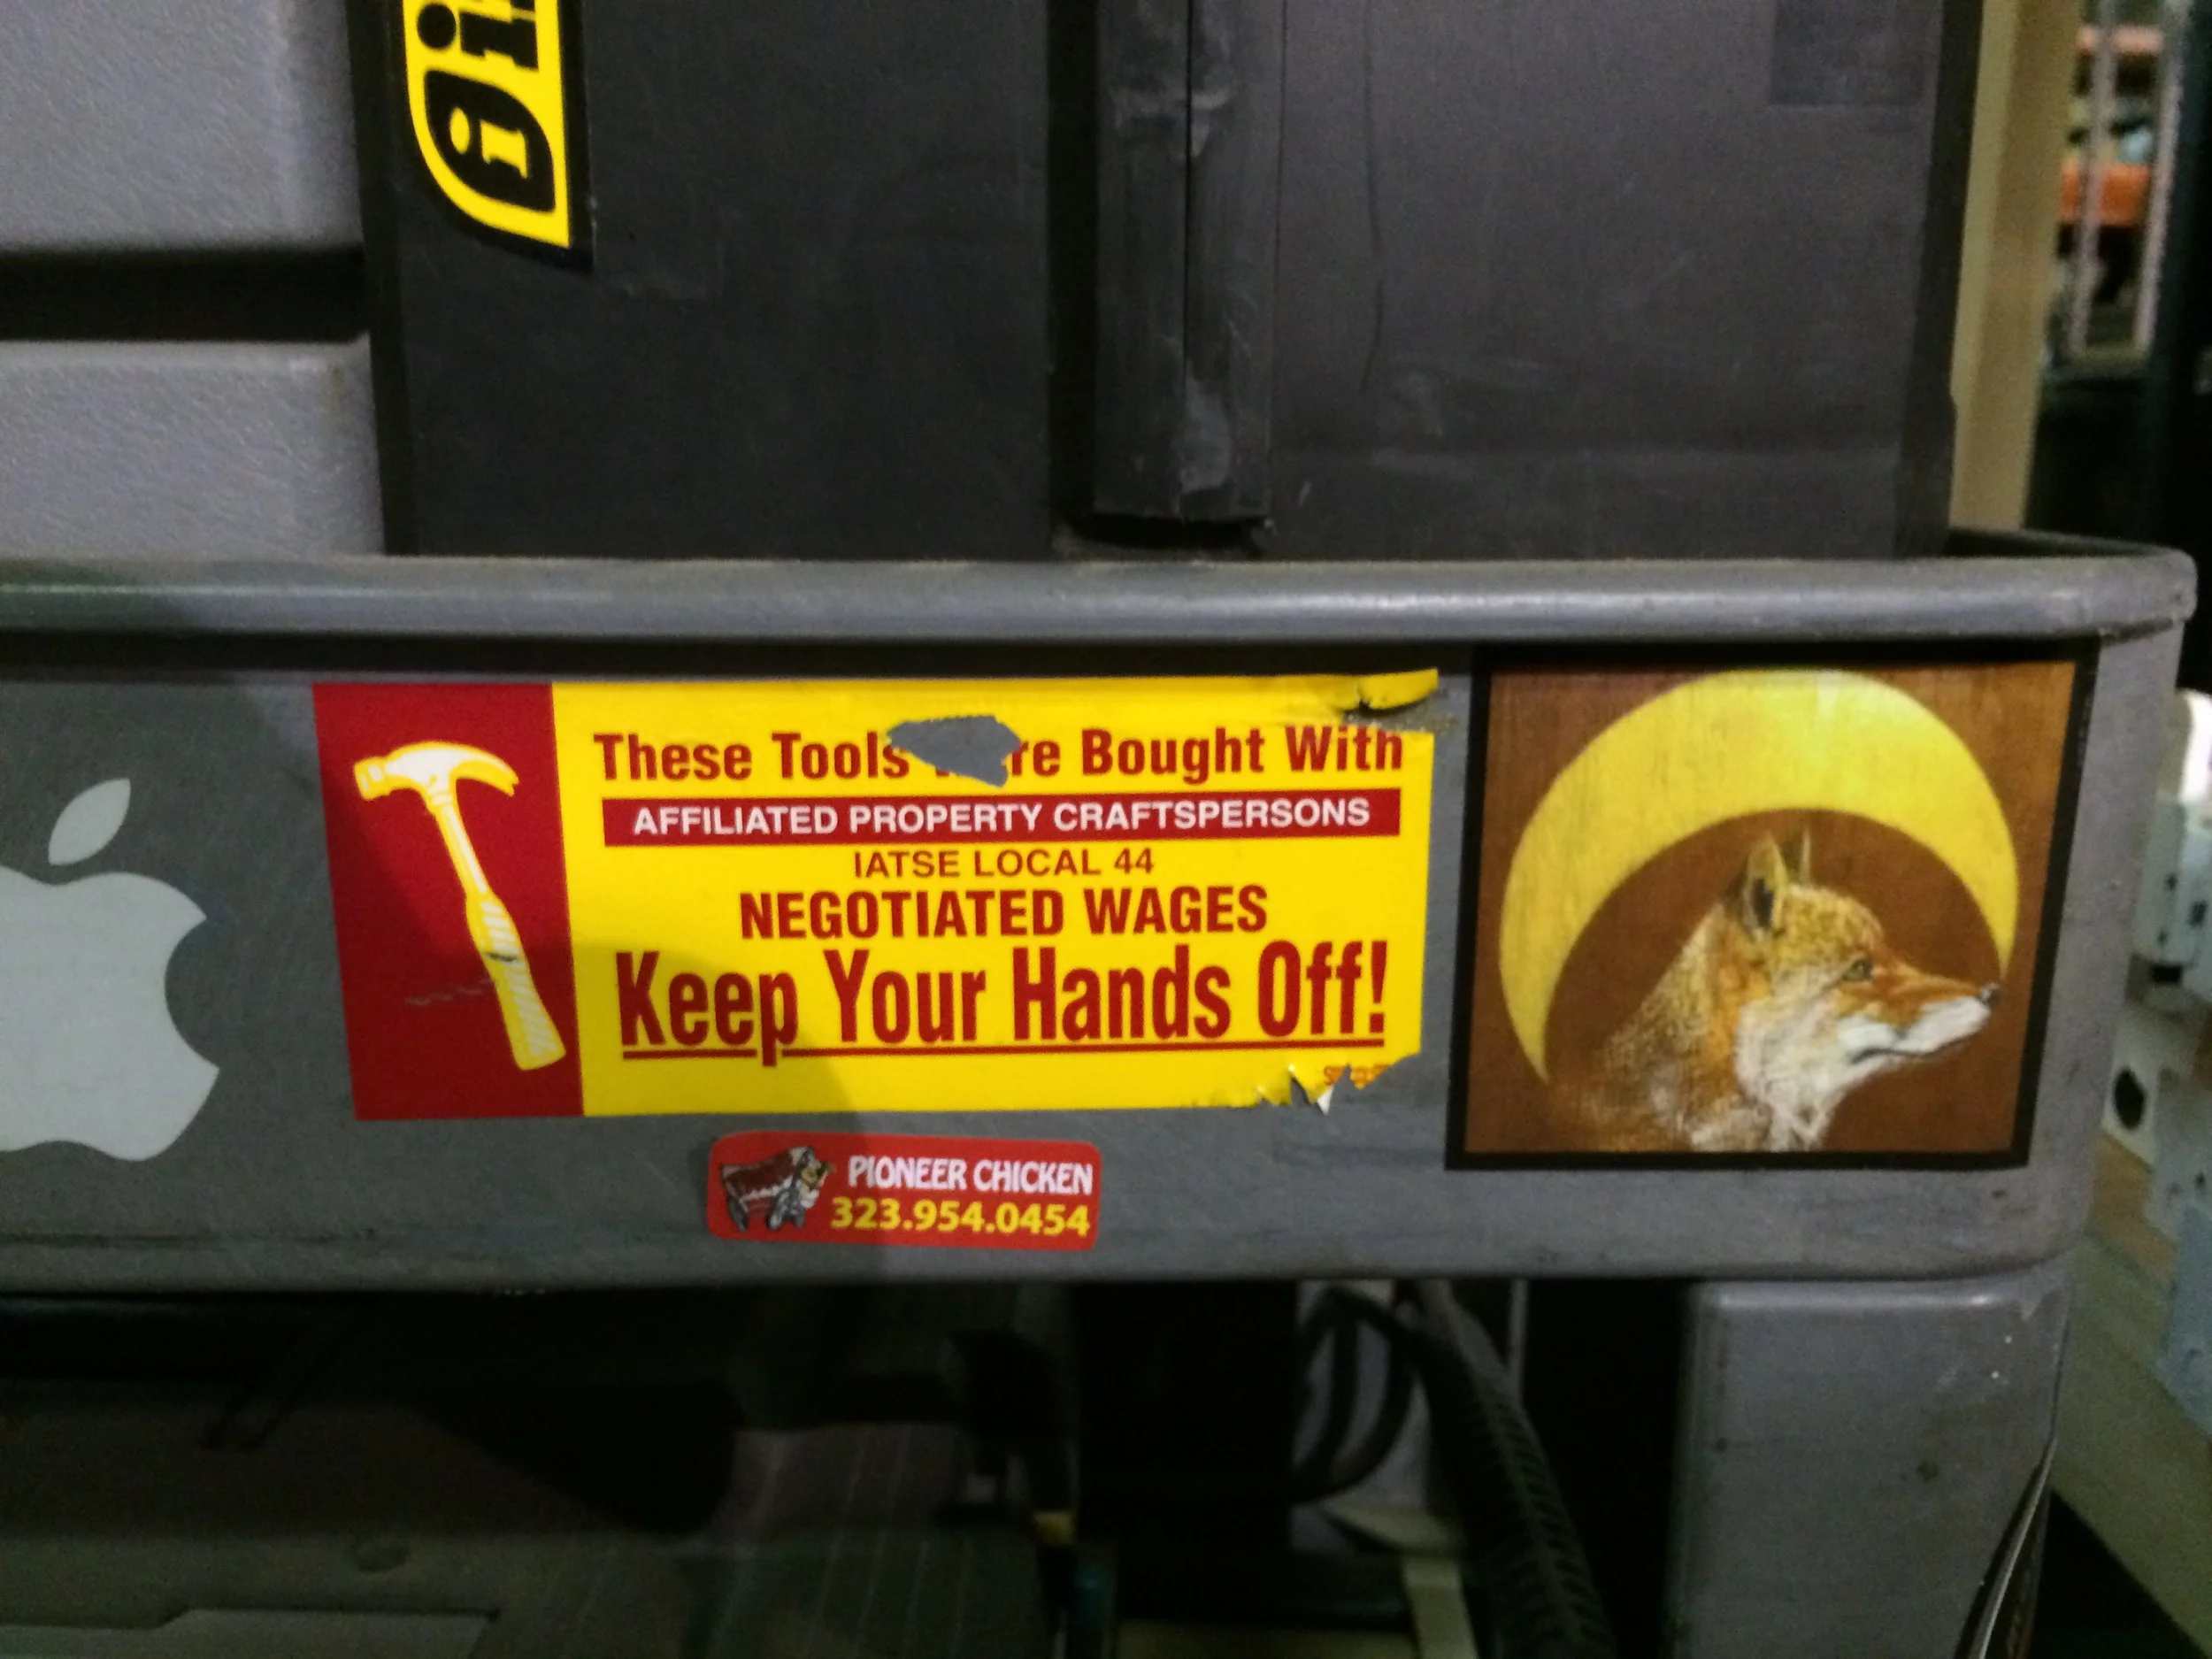 These Tools re Bought With
AFFILIATED PROPERTY CRAFTSPERSONS
IATSE LOCAL 44
NEGOTIATED WAGES
Keep Your Hands Off!
PIONEER CHICKEN
323.954.0454